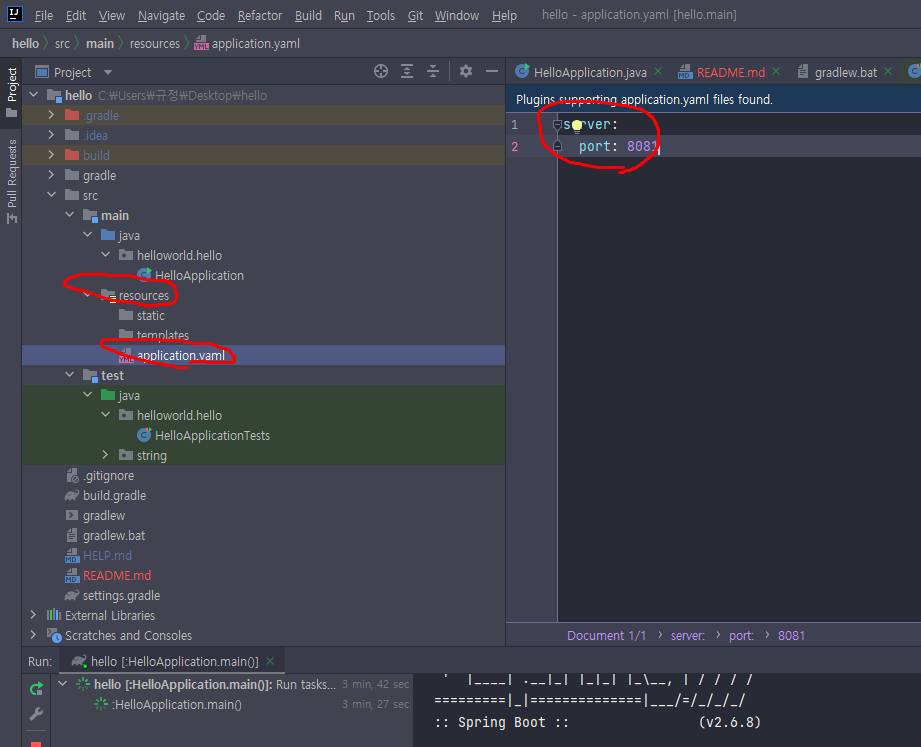 File Edit View Navigate Code Refactor Build Run Tools Git Window Help hello - application.yaml [hello.main]
hello src main resources application.yaml
Project
Pull Requests
Project
hello C:₩Users₩규정₩Desktop₩hello
.gradle
.idea
build
gradle
src
main
java
helloworld.hello
HelloApplication
resources
static
templates
application.yaml
test
java
helloworld.hello
HelloApplicationTests
string
.gitignore
build.gradle
gradlew
gradlew.bat
HELP.md
README.md
settings.gradle
External Libraries
Scratches and Consoles
HelloApplication.java README.md gradlew.bat
Plugins supporting application.yaml files found.
1 server:
2 port: 8081
Document 1/1 server: port: 8081
Run: hello [:HelloApplication.main()]
hello [:HelloApplication.main()]: Run tasks... 3 min, 42 sec
:HelloApplication.main() 3 min, 27 sec
' |____| .__|_| |_|_| |_\__, | / / / /
=========|_|==============|___/=/_/_/_/
:: Spring Boot :: (v2.6.8)